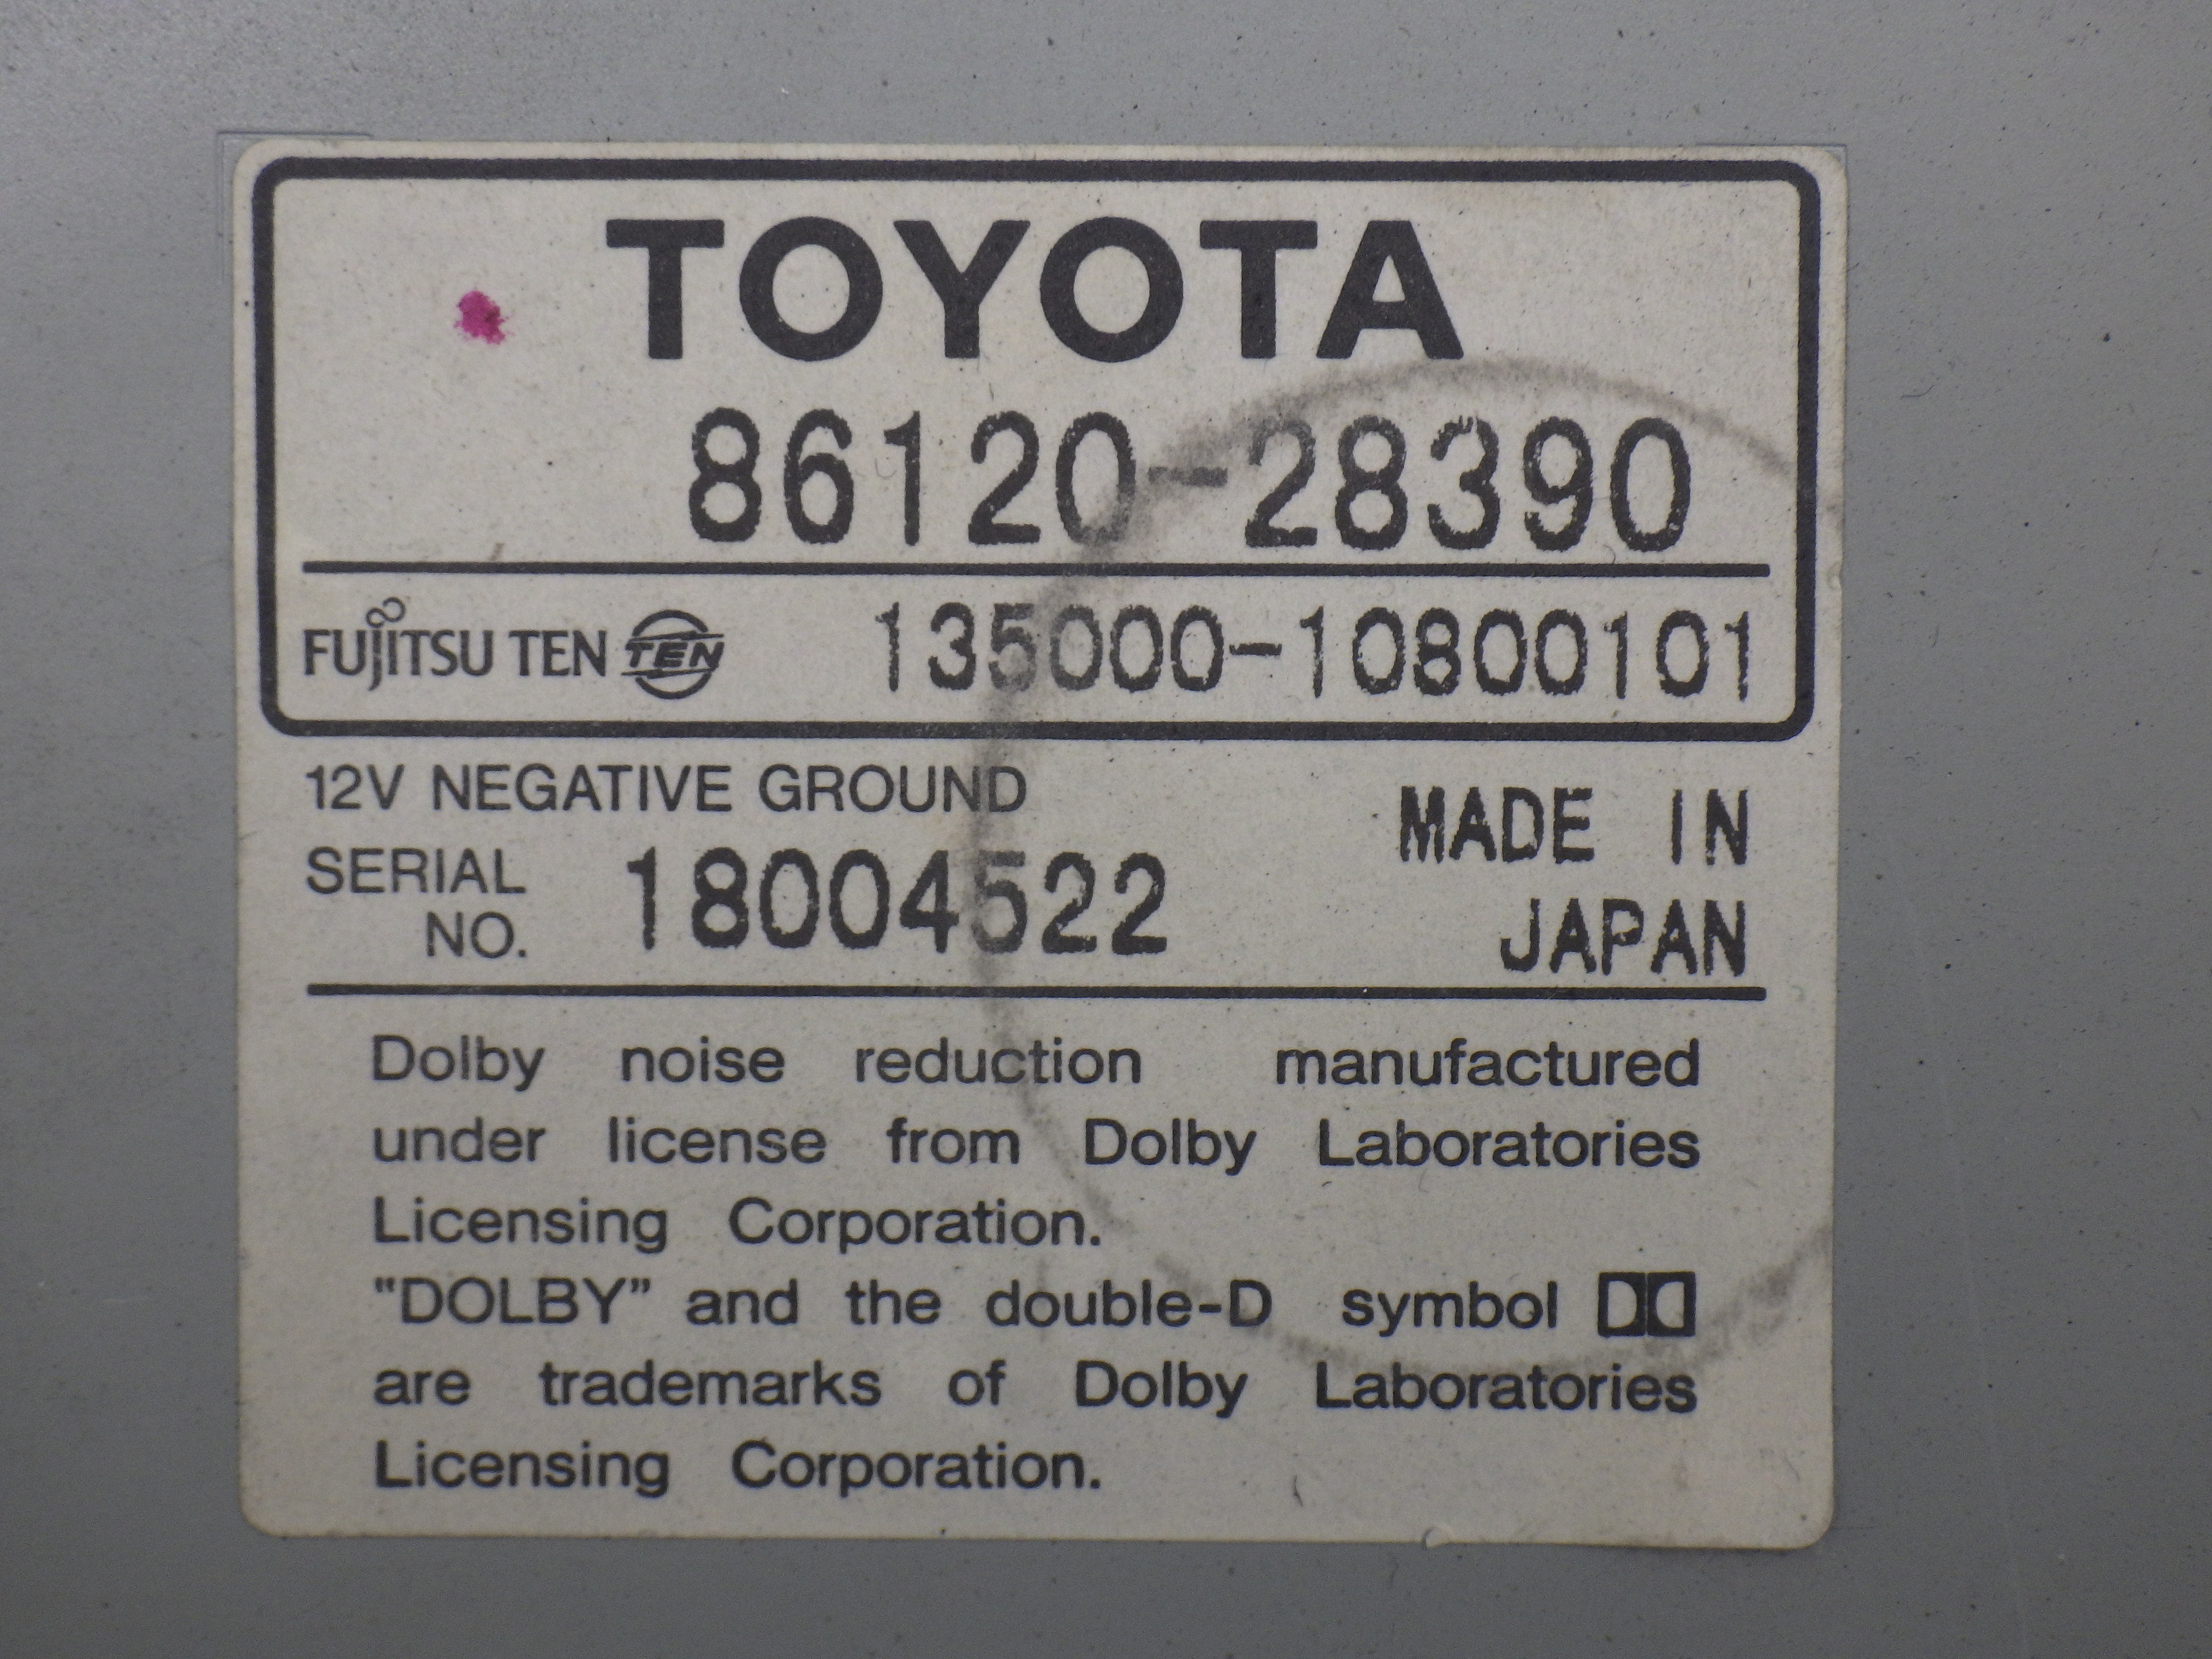 TOYOTA
86120-28390
FUJITSU TEN TEN 135000-10800101
12V NEGATIVE GROUND
SERIAL NO. 18004522
MADE IN
JAPAN
Dolby noise reduction manufactured
under license from Dolby Laboratories
Licensing Corporation.
"DOLBY" and the double-D symbol
are trademarks of Dolby Laboratories
Licensing Corporation.